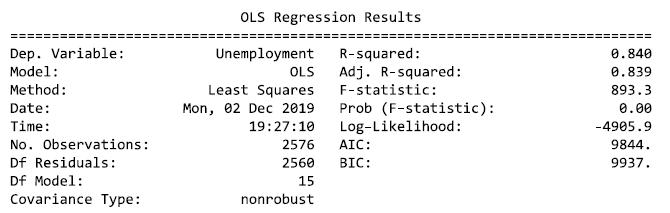 OLS Regression Results
==============================================================================
Dep. Variable: Unemployment R-squared: 0.840
Model: OLS Adj. R-squared: 0.839
Method: Least Squares F-statistic: 893.3
Date: Mon, 02 Dec 2019 Prob (F-statistic): 0.00
Time: 19:27:10 Log-Likelihood: -4905.9
No. Observations: 2576 AIC: 9844.
Df Residuals: 2560 BIC: 9937.
Df Model: 15
Covariance Type: nonrobust